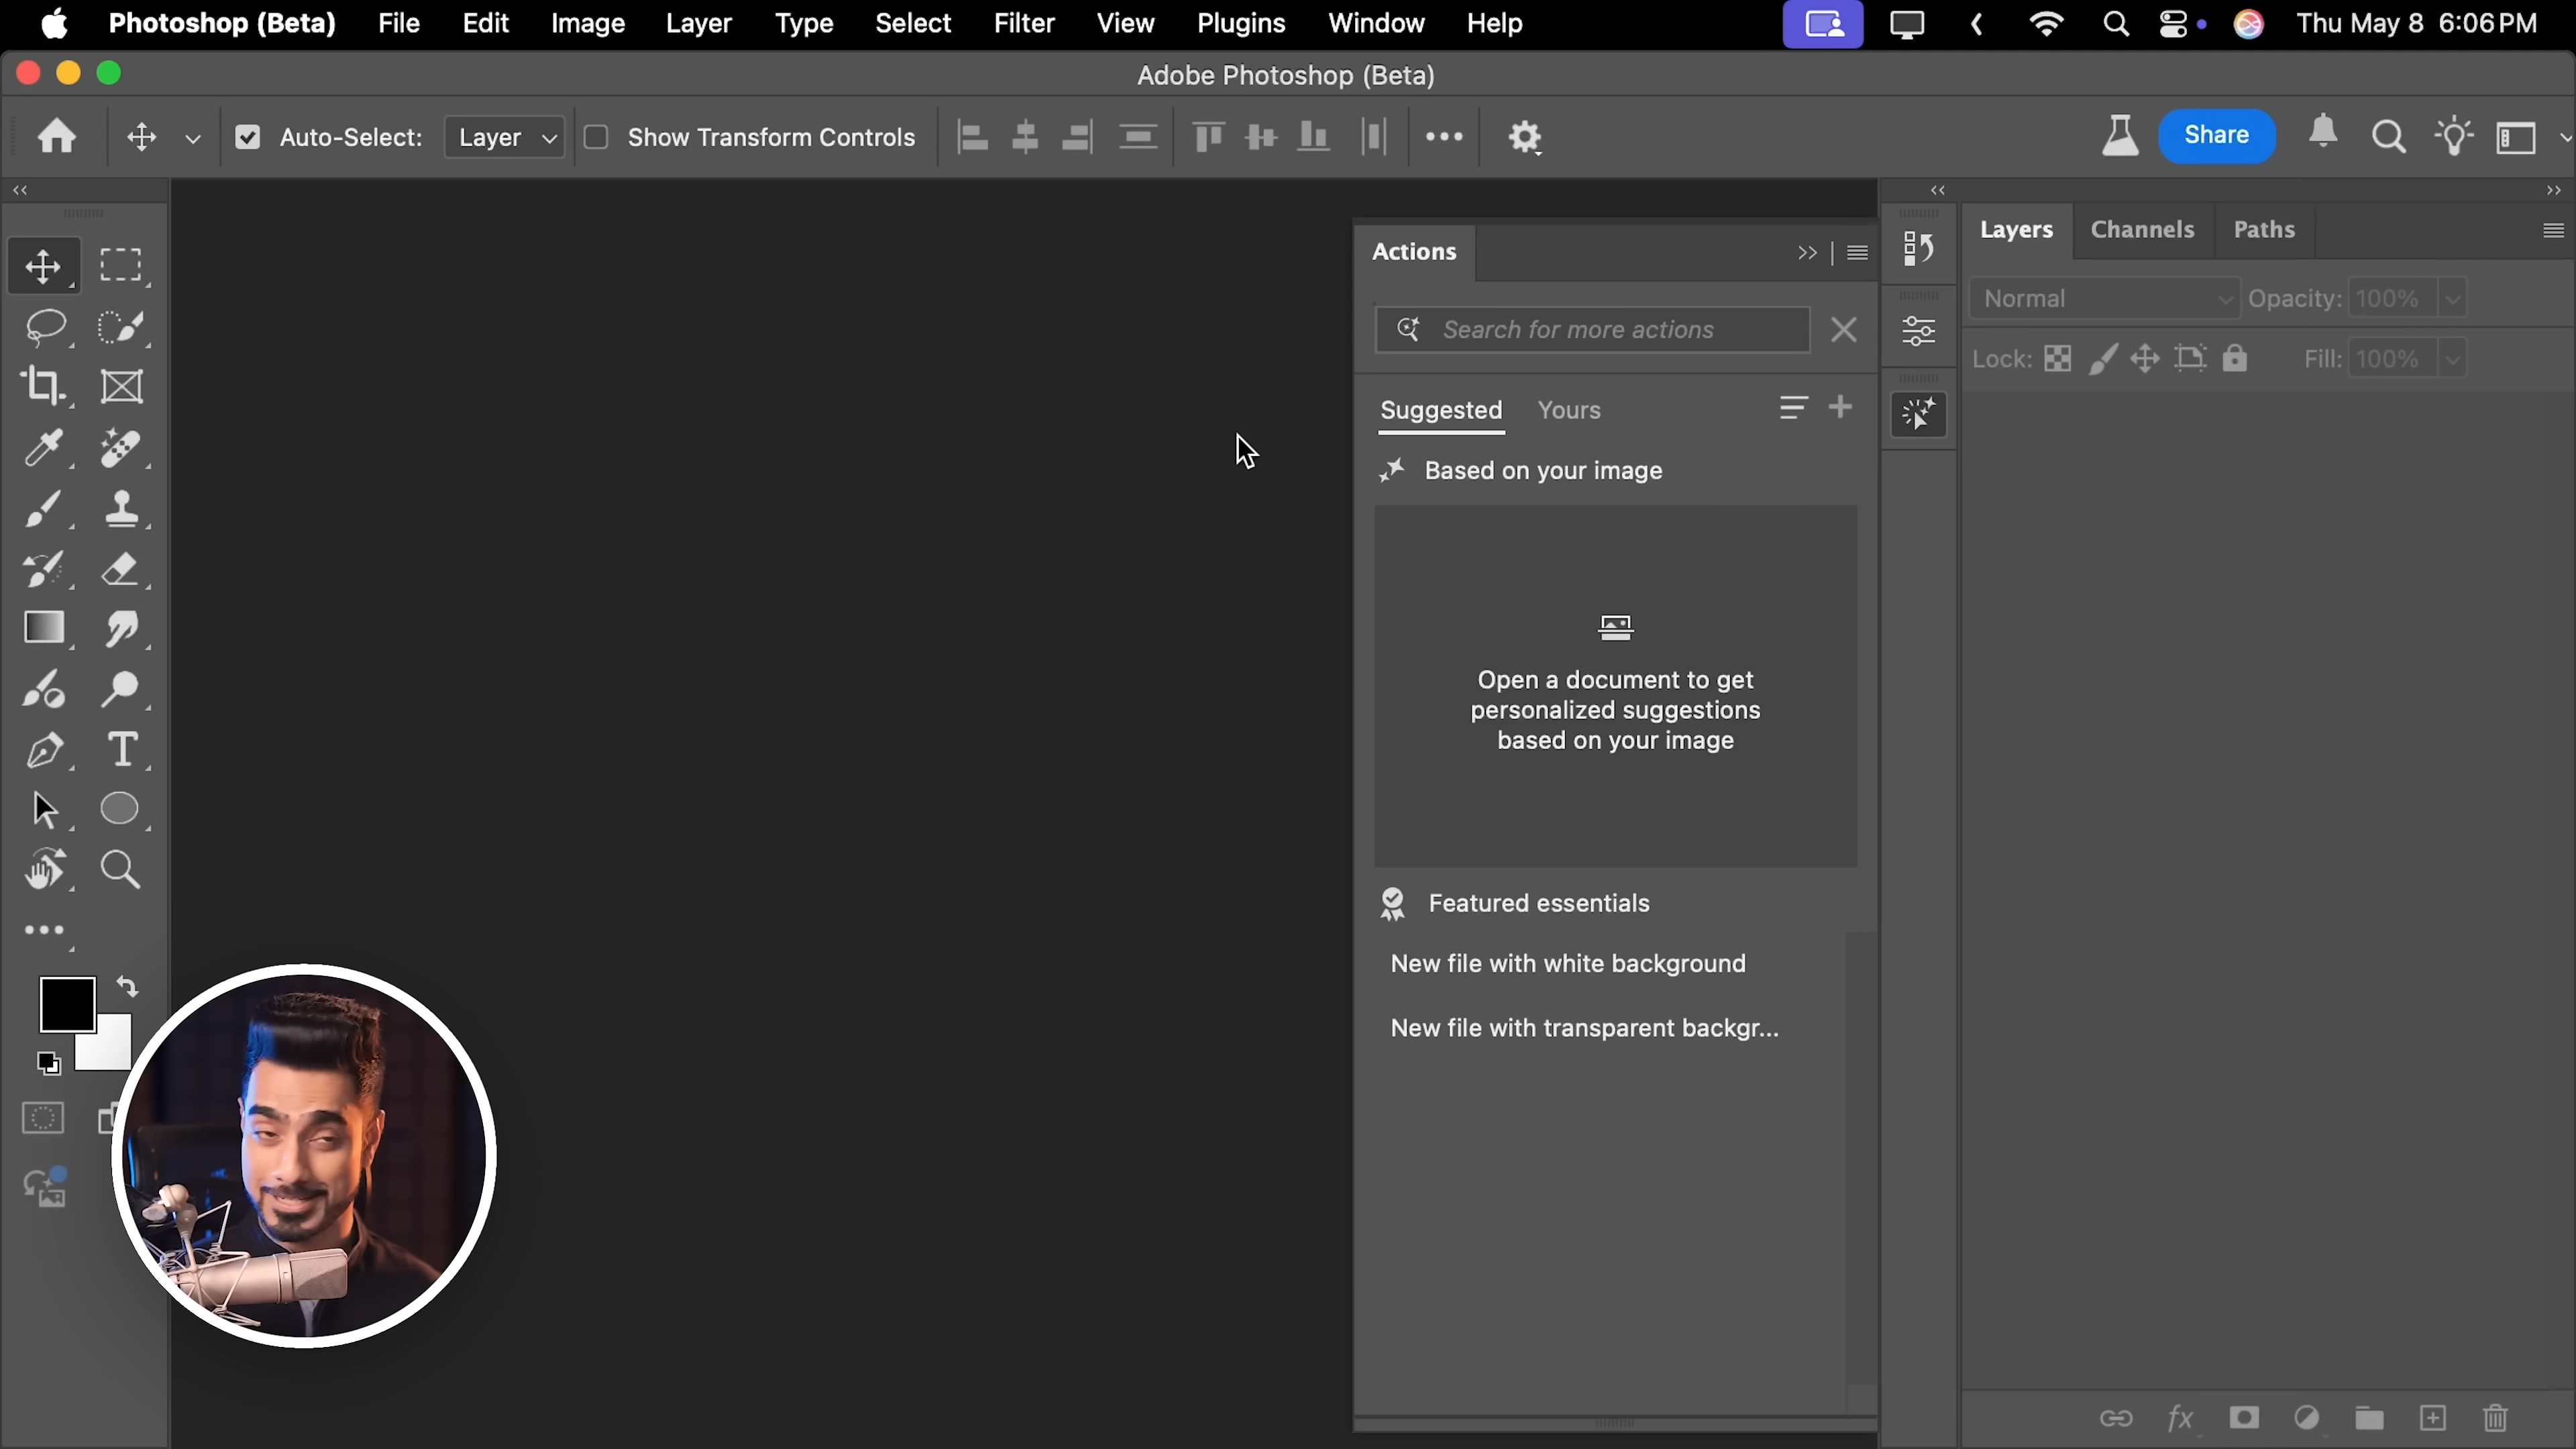 Photoshop (Beta) File Edit Image Layer Type Select Filter View Plugins Window Help Thu May 8 6:06 PM
Adobe Photoshop (Beta)
Auto-Select: Layer Show Transform Controls Share
Actions
Search for more actions
Suggested Yours
Based on your image
Open a document to get
personalized suggestions
based on your image
Featured essentials
New file with white background
New file with transparent backgr...
Layers Channels Paths
Normal Opacity: 100%
Lock: Fill: 100%
fx